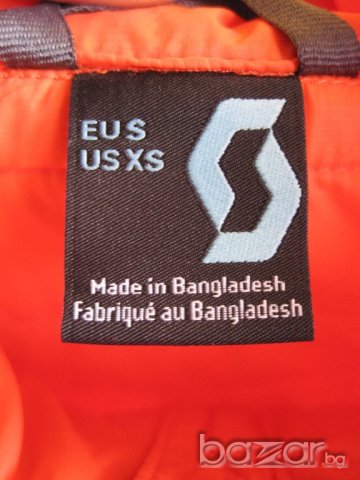 EU S
US XS
Made in Bangladesh
Fabriqué au Bangladesh
bazar.bg